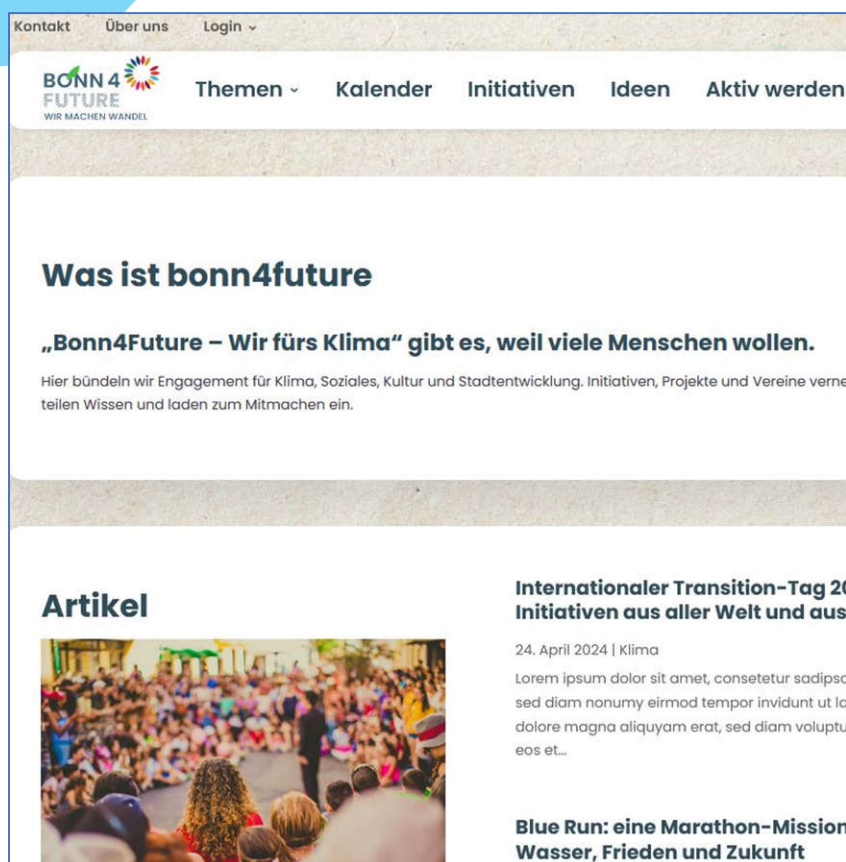 Kontakt Über uns Login
BONN 4
FUTURE
WIR MACHEN WANDEL
Themen Kalender Initiativen Ideen Aktiv werden
Was ist bonn4future
„Bonn4Future – Wir fürs Klima“ gibt es, weil viele Menschen wollen.
Hier bündeln wir Engagement für Klima, Soziales, Kultur und Stadtentwicklung. Initiativen, Projekte und Vereine verne
teilen Wissen und laden zum Mitmachen ein.
Artikel
Internationaler Transition-Tag 20
Initiativen aus aller Welt und aus
24. April 2024 | Klima
Lorem ipsum dolor sit amet, consetetur sadipsc
sed diam nonumy eirmod tempor invidunt ut la
dolore magna aliquyam erat, sed diam voluptu
eos et...
Blue Run: eine Marathon-Mission
Wasser, Frieden und Zukunft